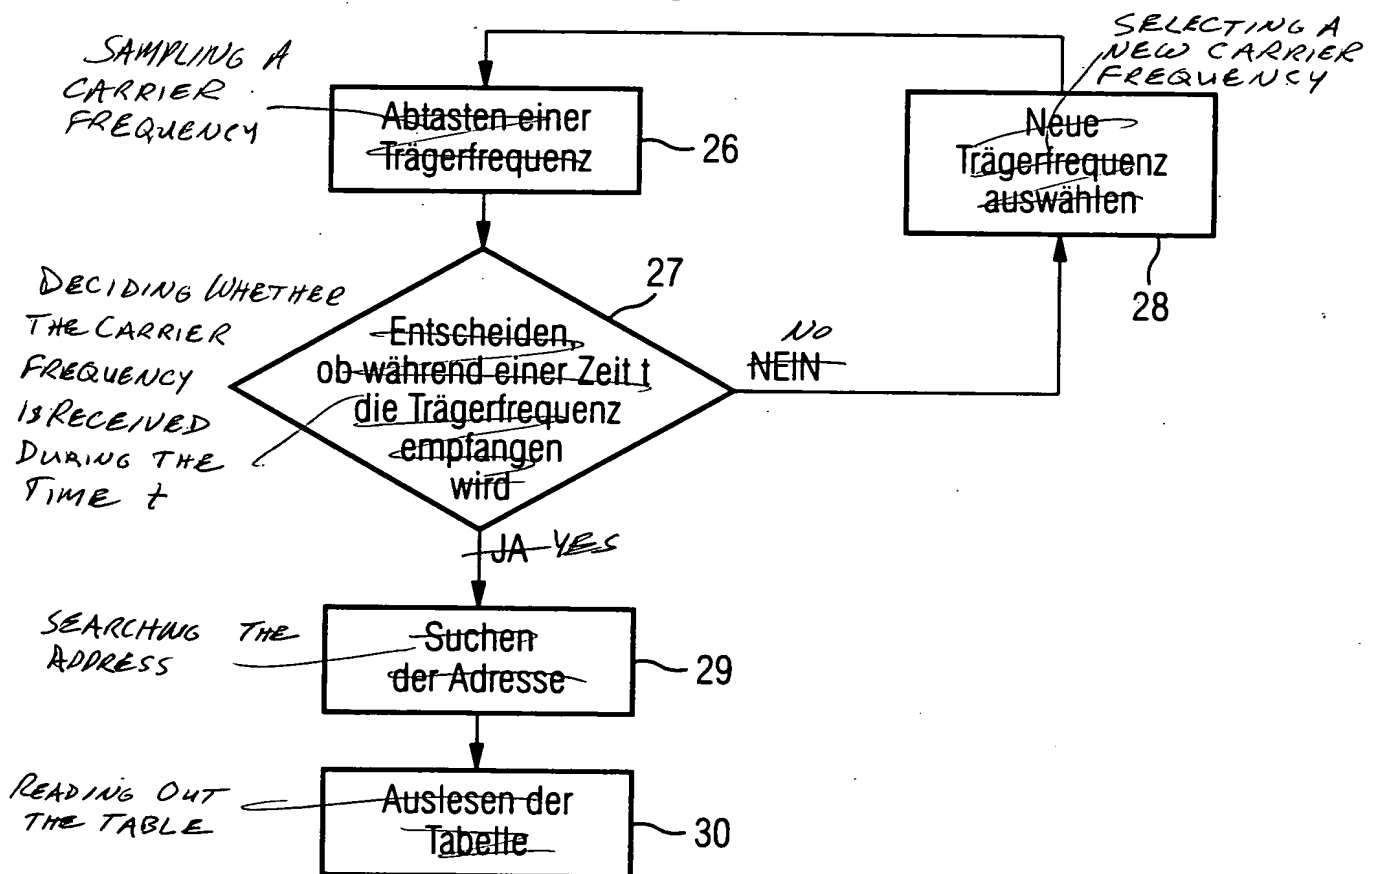 SELECTING A
NEW CARRIER
FREQUENCY
SAMPLING A
CARRIER
FREQUENCY
Abtasten einer
Trägerfrequenz
26
Neue
Trägerfrequenz
auswählen
28
DECIDING WHETHER
THE CARRIER
FREQUENCY
IS RECEIVED
DURING THE
TIME t
27
Entscheiden,
ob während einer Zeit t
die Trägerfrequenz
empfangen
wird
NO
NEIN
JA YES
SEARCHING THE
ADDRESS
Suchen
der Adresse
29
READING OUT
THE TABLE
Auslesen der
Tabelle
30